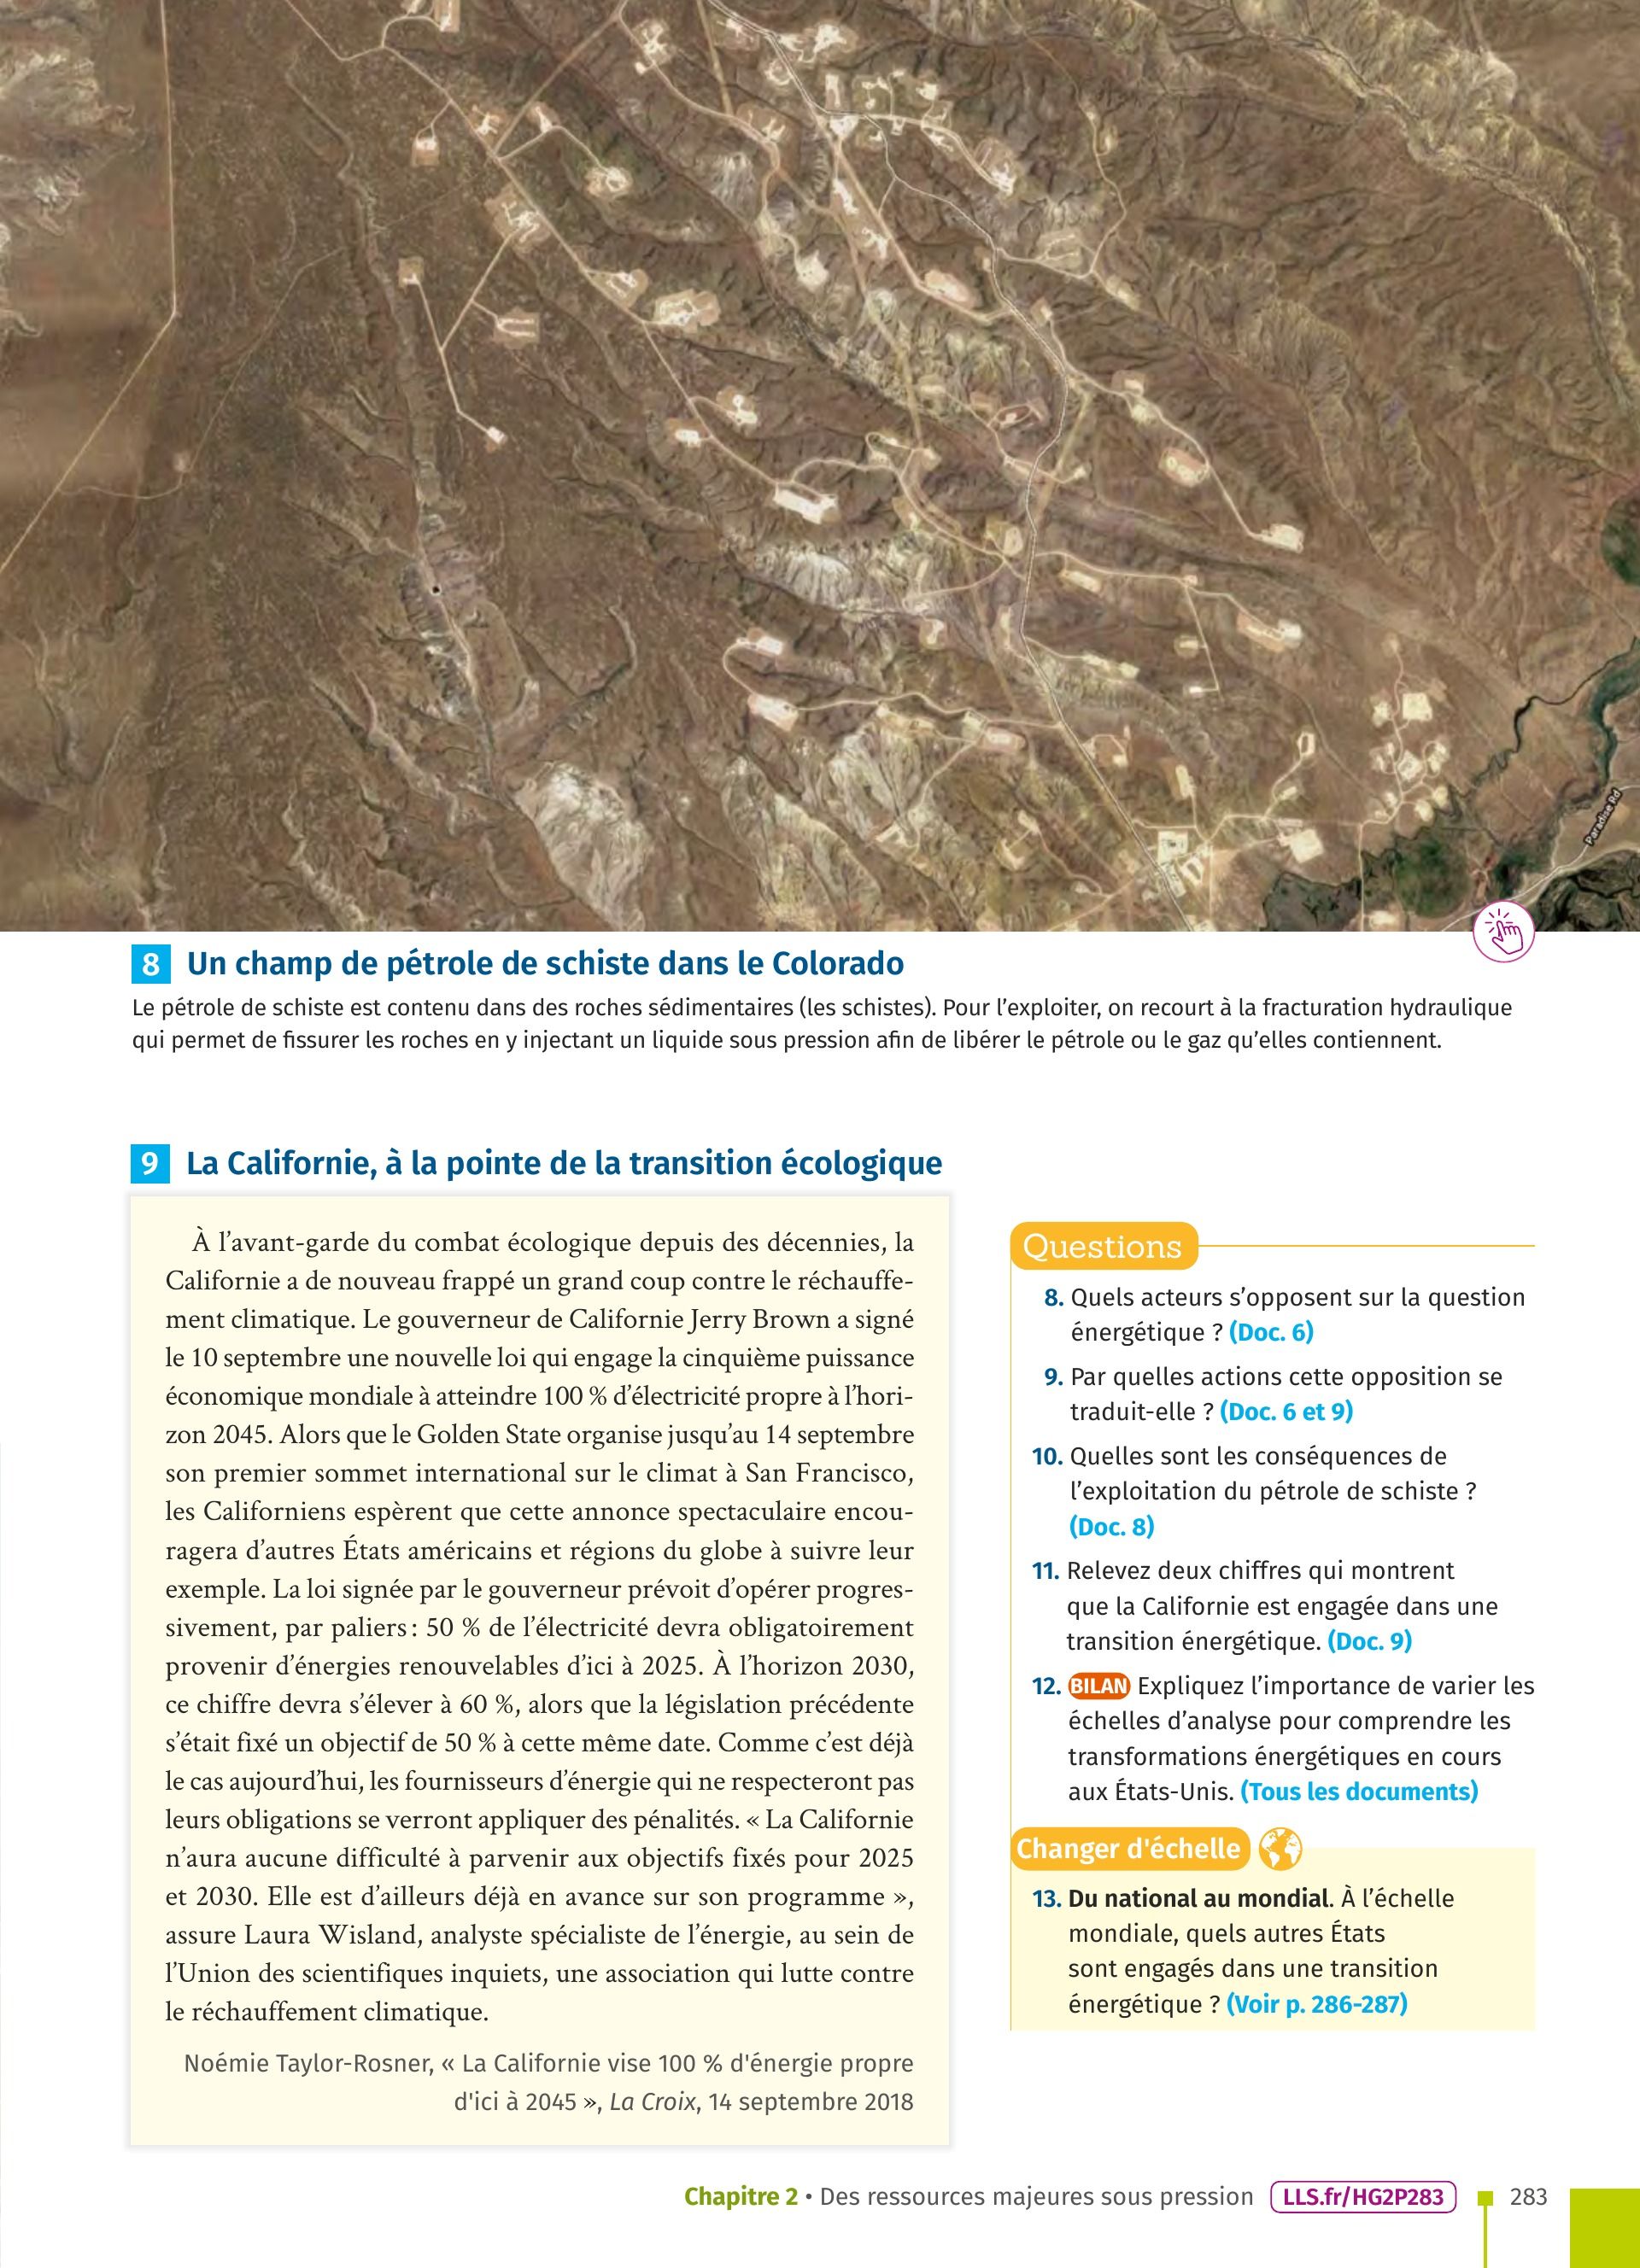 Paradise Rd
8 Un champ de pétrole de schiste dans le Colorado
Le pétrole de schiste est contenu dans des roches sédimentaires (les schistes). Pour l’exploiter, on recourt à la fracturation hydraulique
qui permet de fissurer les roches en y injectant un liquide sous pression afin de libérer le pétrole ou le gaz qu’elles contiennent.
9 La Californie, à la pointe de la transition écologique
À l’avant-garde du combat écologique depuis des décennies, la
Californie a de nouveau frappé un grand coup contre le réchauffe-
ment climatique. Le gouverneur de Californie Jerry Brown a signé
le 10 septembre une nouvelle loi qui engage la cinquième puissance
économique mondiale à atteindre 100 % d’électricité propre à l’hori-
zon 2045. Alors que le Golden State organise jusqu’au 14 septembre
son premier sommet international sur le climat à San Francisco,
les Californiens espèrent que cette annonce spectaculaire encou-
ragera d’autres États américains et régions du globe à suivre leur
exemple. La loi signée par le gouverneur prévoit d’opérer progres-
sivement, par paliers : 50 % de l’électricité devra obligatoirement
provenir d’énergies renouvelables d’ici à 2025. À l’horizon 2030,
ce chiffre devra s’élever à 60 %, alors que la législation précédente
s’était fixé un objectif de 50 % à cette même date. Comme c’est déjà
le cas aujourd’hui, les fournisseurs d’énergie qui ne respecteront pas
leurs obligations se verront appliquer des pénalités. « La Californie
n’aura aucune difficulté à parvenir aux objectifs fixés pour 2025
et 2030. Elle est d’ailleurs déjà en avance sur son programme »,
assure Laura Wisland, analyste spécialiste de l’énergie, au sein de
l’Union des scientifiques inquiets, une association qui lutte contre
le réchauffement climatique.
Noémie Taylor-Rosner, « La Californie vise 100 % d'énergie propre
d'ici à 2045 », La Croix, 14 septembre 2018
Questions
8. Quels acteurs s’opposent sur la question
énergétique ? (Doc. 6)
9. Par quelles actions cette opposition se
traduit-elle ? (Doc. 6 et 9)
10. Quelles sont les conséquences de
l’exploitation du pétrole de schiste ?
(Doc. 8)
11. Relevez deux chiffres qui montrent
que la Californie est engagée dans une
transition énergétique. (Doc. 9)
12. BILAN Expliquez l’importance de varier les
échelles d’analyse pour comprendre les
transformations énergétiques en cours
aux États-Unis. (Tous les documents)
Changer d'échelle
13. Du national au mondial. À l’échelle
mondiale, quels autres États
sont engagés dans une transition
énergétique ? (Voir p. 286-287)
Chapitre 2 • Des ressources majeures sous pression LLS.fr/HG2P283 283